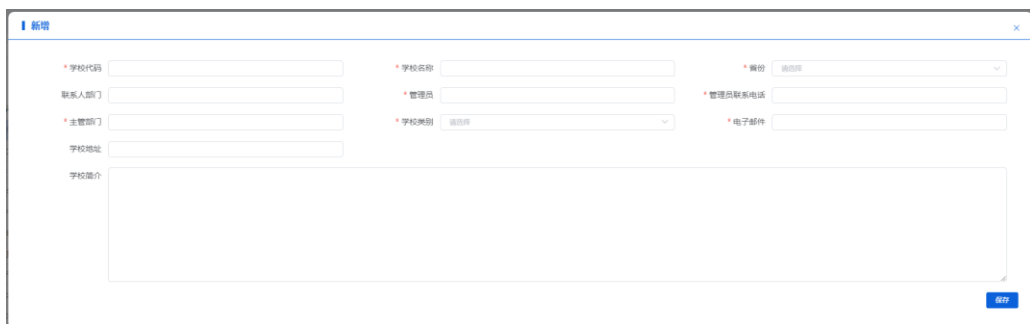 新增
* 学校代码 * 学校名称 * 省份 请选择
联系人部门 * 管理员 * 管理员联系电话
* 主管部门 * 学校类别 请选择 * 电子邮件
学校地址
学校简介
保存